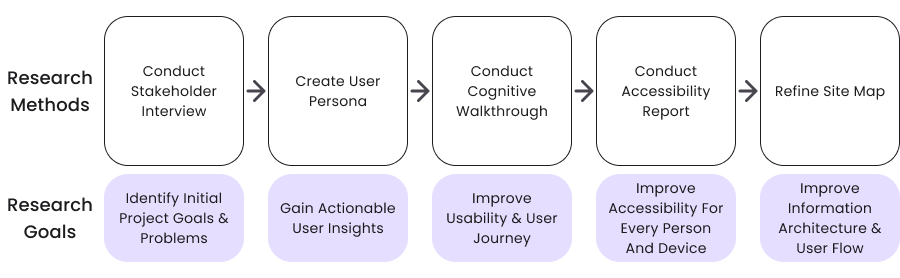 Research
Methods
Conduct
Stakeholder
Interview
Create User
Persona
Conduct
Cognitive
Walkthrough
Conduct
Accessibility
Report
Refine Site Map
Research
Goals
Identify Initial
Project Goals &
Problems
Gain Actionable
User Insights
Improve
Usability & User
Journey
Improve
Accessibility For
Every Person
And Device
Improve
Information
Architecture &
User Flow